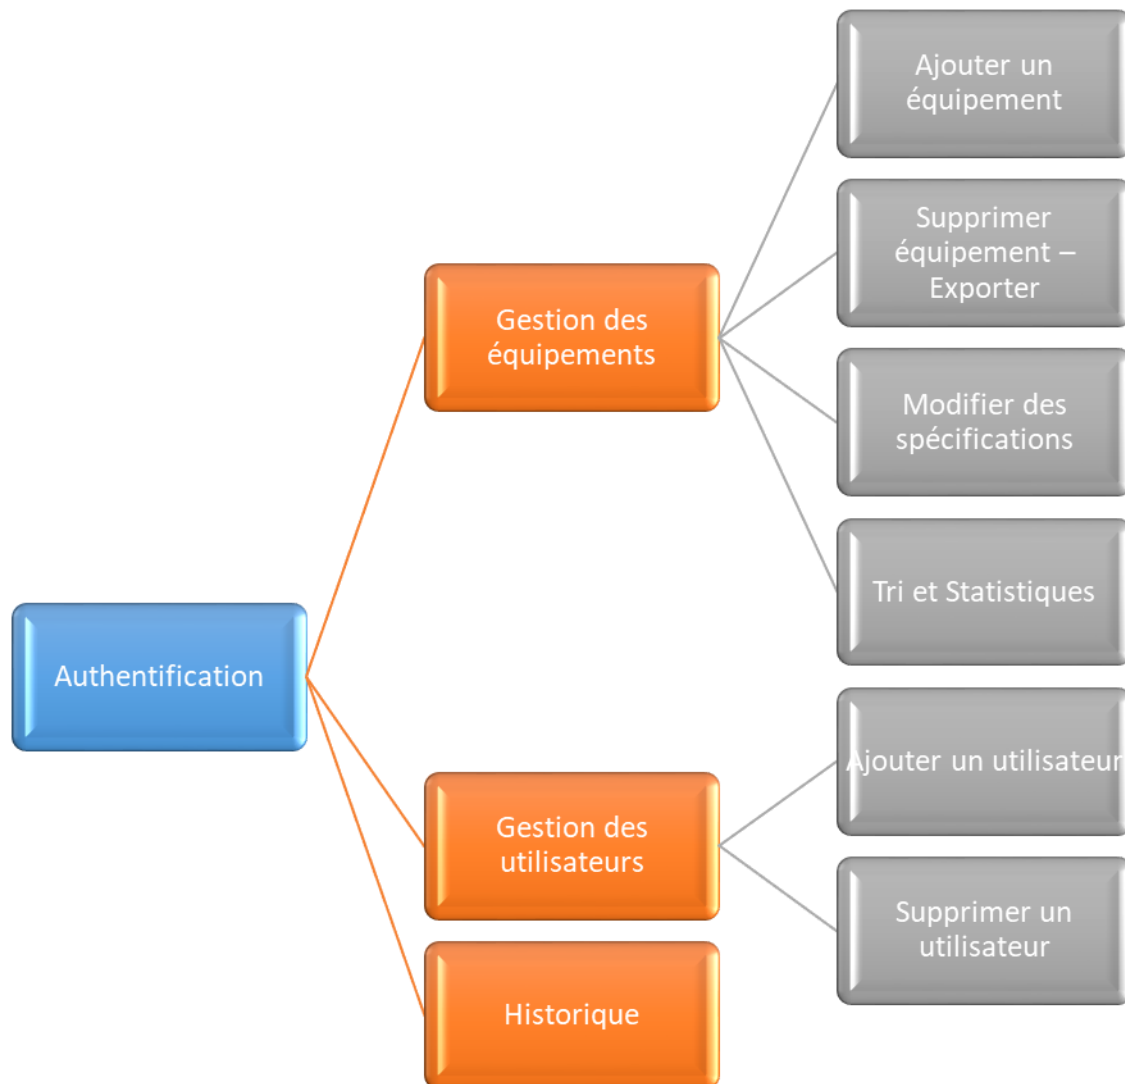 Authentification
Gestion des
équipements
Ajouter un
équipement
Supprimer
équipement –
Exporter
Modifier des
spécifications
Tri et Statistiques
Gestion des
utilisateurs
Ajouter un utilisateur
Supprimer un
utilisateur
Historique